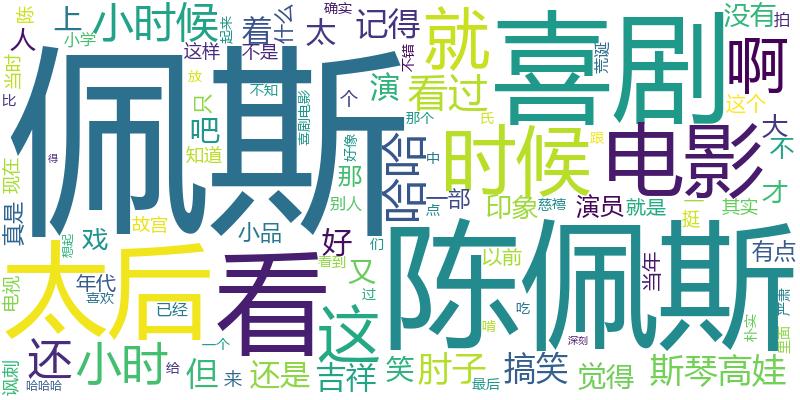 佩斯
喜剧
陈佩斯
太后
看
电影
时候
就
啊
这
哈哈
小时候
小时
还
看过
记得
着
什么
太
演
没有
拍
上
人
陈
确实
起来
小学
这样
不是
不错
个
那个
氏
荒诞
这个
当时
比
放
不知
喜剧电影
好像
只
吧
知道
那
中
别人
点
一部
印象
慈禧
跟
大
不
才
演员
就是
一
挺
其实
现在
得
真是
故宫
戏
想起
小品
好
们
看到
又
过
以前
当年
有点
严肃
里面
朴实
电视
年代
喜欢
已经
吃
啃
深刻
一个
讽刺
哈哈哈
给
但
来
还是
吉祥
笑
肘子
最后
搞笑
觉得
斯琴高娃